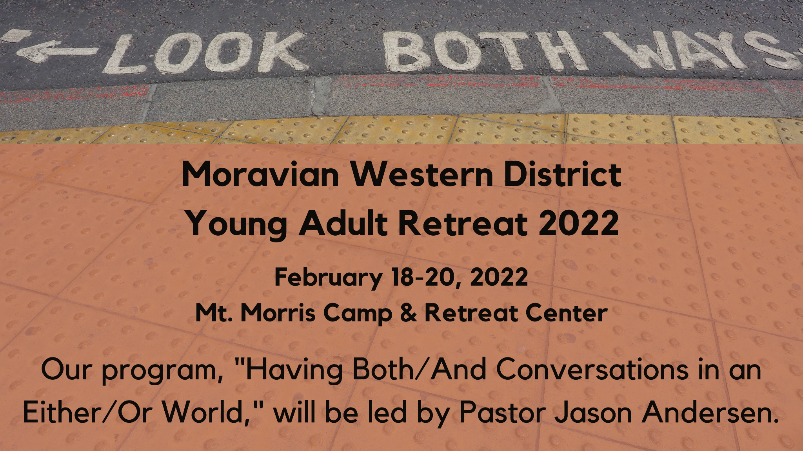 ← LOOK BOTH WAYS
Moravian Western District
Young Adult Retreat 2022
February 18-20, 2022
Mt. Morris Camp & Retreat Center
Our program, "Having Both/And Conversations in an
Either/Or World," will be led by Pastor Jason Andersen.